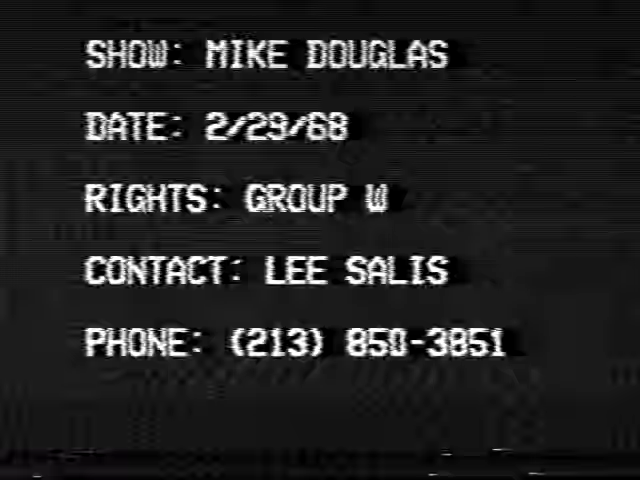 SHOW: MIKE DOUGLAS
DATE: 2/29/68
RIGHTS: GROUP W
CONTACT: LEE SALIS
PHONE: (213) 850-3851